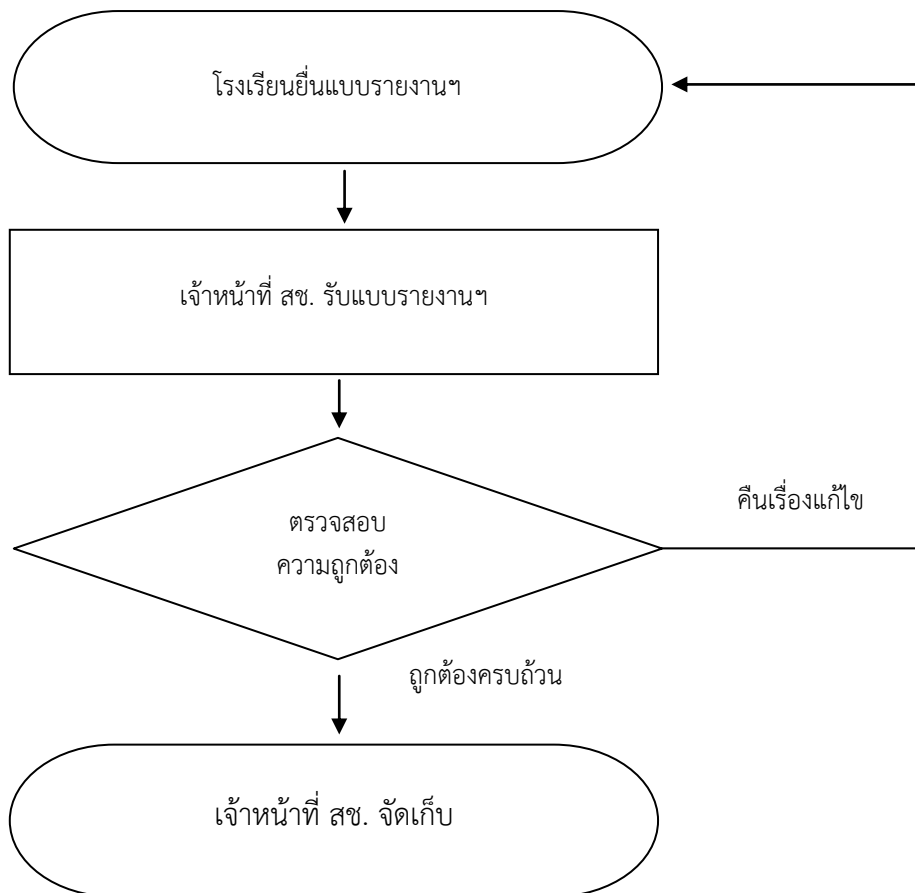 โรงเรียนยื่นแบบรายงานฯ
เจ้าหน้าที่ สช. รับแบบรายงานฯ
คืนเรื่องแก้ไข
ตรวจสอบ
ความถูกต้อง
ถูกต้องครบถ้วน
เจ้าหน้าที่ สช. จัดเก็บ